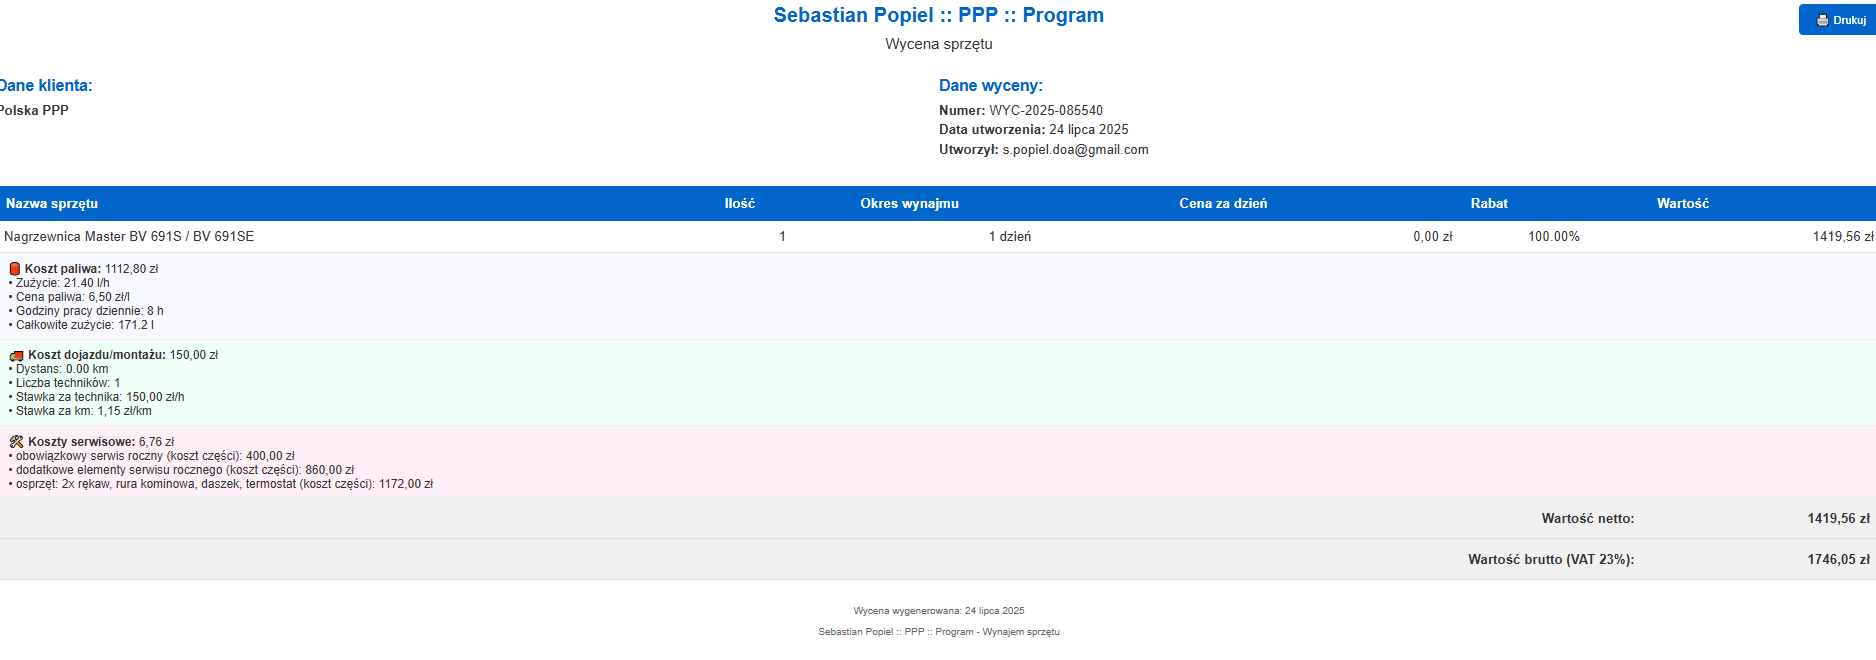 Sebastian Popiel :: PPP :: Program
Drukuj
Wycena sprzętu
Dane klienta:
Polska PPP
Dane wyceny:
Numer: WYC-2025-085540
Data utworzenia: 24 lipca 2025
Utworzył: s.popiel.doa@gmail.com
Nazwa sprzętu Ilość Okres wynajmu Cena za dzień Rabat Wartość
Nagrzewnica Master BV 691S / BV 691SE 1 1 dzień 0,00 zł 100.00% 1419,56 zł
Koszt paliwa: 1112,80 zł
• Zużycie: 21.40 l/h
• Cena paliwa: 6,50 zł/l
• Godziny pracy dziennie: 8 h
• Całkowite zużycie: 171.2 l
Koszt dojazdu/montażu: 150,00 zł
• Dystans: 0.00 km
• Liczba techników: 1
• Stawka za technika: 150,00 zł/h
• Stawka za km: 1,15 zł/km
Koszty serwisowe: 6,76 zł
• obowiązkowy serwis roczny (koszt części): 400,00 zł
• dodatkowe elementy serwisu rocznego (koszt części): 860,00 zł
• osprzęt: 2x rękaw, rura kominowa, daszek, termostat (koszt części): 1172,00 zł
Wartość netto: 1419,56 zł
Wartość brutto (VAT 23%): 1746,05 zł
Wycena wygenerowana: 24 lipca 2025
Sebastian Popiel :: PPP :: Program - Wynajem sprzętu